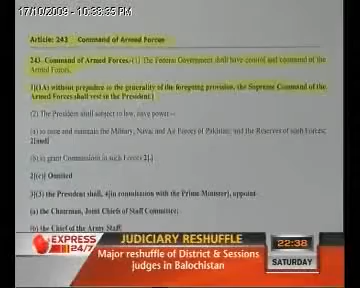 17/10/2009 - 10:38:35 PM
Article: 243 Command of Armed Forces
243. Command of Armed Forces.-(1) The Federal Government shall have control and command of the
Armed Forces.
1[(1A) without prejudice to the generality of the foregoing provision, the Supreme Command of the
Armed Forces shall vest in the President.]
(2) The President shall subject to law, have power--
(a) to raise and maintain the Military, Naval and Air Forces of Pakistan; and the Reserves of such Forces;
2[and]
(b) to grant Commissions in such Forces 2[.]
2[(c)] Omitted
3[(3) the President shall, 4[in consultation with the Prime Minister], appoint-
(a) the Chairman, Joint Chiefs of Staff Committee;
(b) the Chief of the Army Staff
EXPRESS
24/7
JUDICIARY RESHUFFLE
22:38
Major reshuffle of District & Sessions
judges in Balochistan
SATURDAY